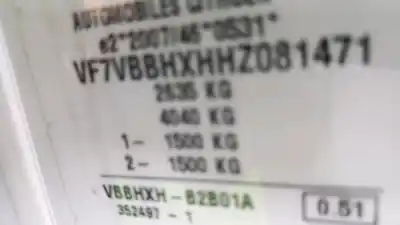 AUTOMOBILES CITROEN
e2*2007/46*0531*
VF7VBBHXHHZ081471
2635 KG
4040 KG
1- 1500 KG
2- 1500 KG
VBBHXH-B2B01A
352497-1
0.51